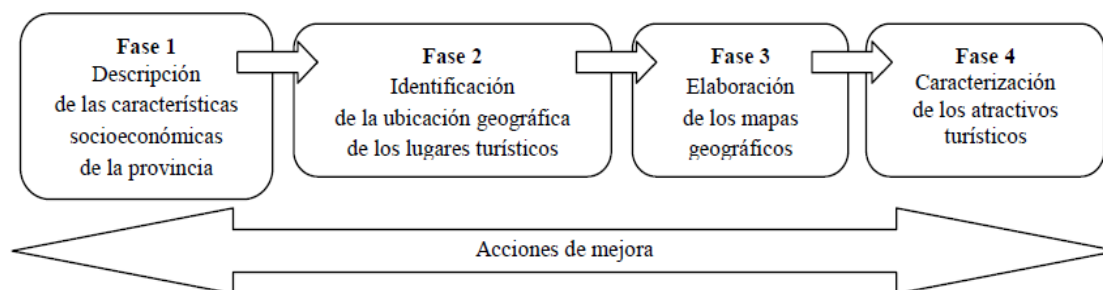 Fase 1
Descripción
de las características
socioeconómicas
de la provincia
Fase 2
Identificación
de la ubicación geográfica
de los lugares turísticos
Fase 3
Elaboración
de los mapas
geográficos
Fase 4
Caracterización
de los atractivos
turísticos
Acciones de mejora